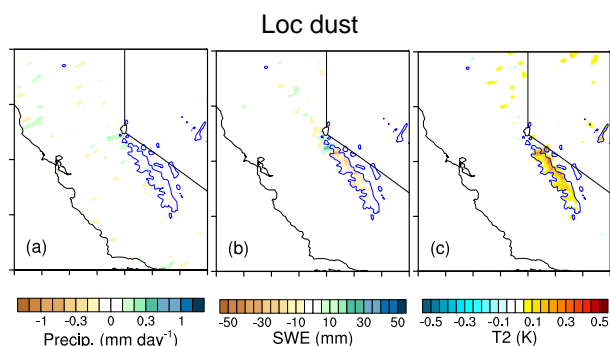 Loc dust
(a)
(b)
(c)
-1 -0.3 0 0.3 1
Precip. (mm day-1)
-50 -30 -10 10 30 50
SWE (mm)
-0.5 -0.3 -0.1 0.1 0.3 0.5
T2 (K)